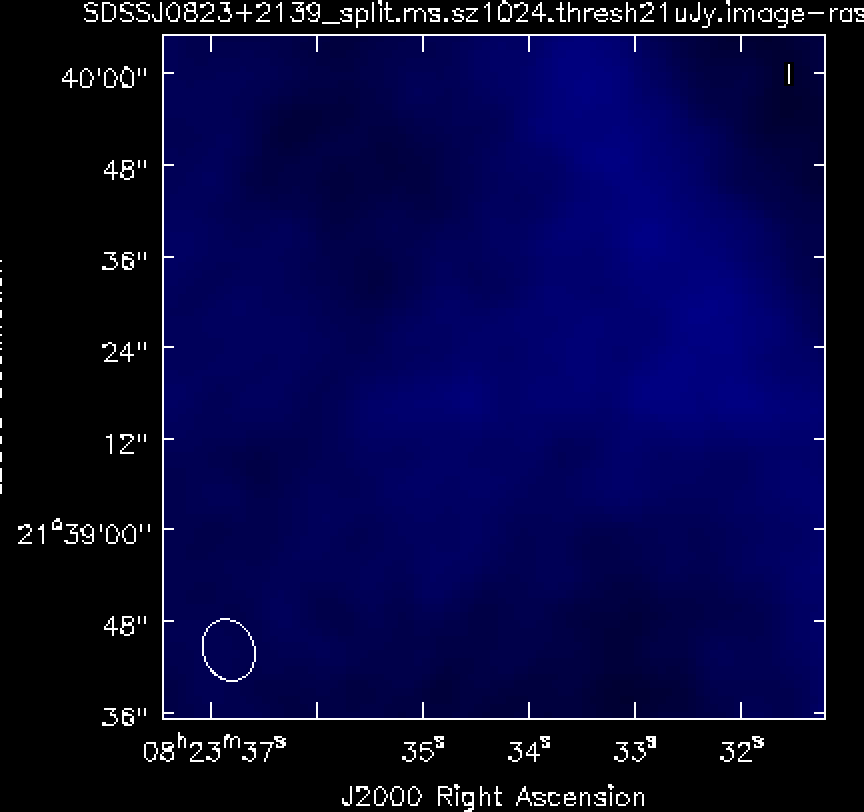 SDSSJ0823+2139_split.ms.sz1024.thresh21uJy.image-ras
I
40'00"
48"
36"
24"
12"
21°39'00"
48"
36"
08ʰ23ᵐ37ˢ 35ˢ 34ˢ 33ˢ 32ˢ
J2000 Right Ascension